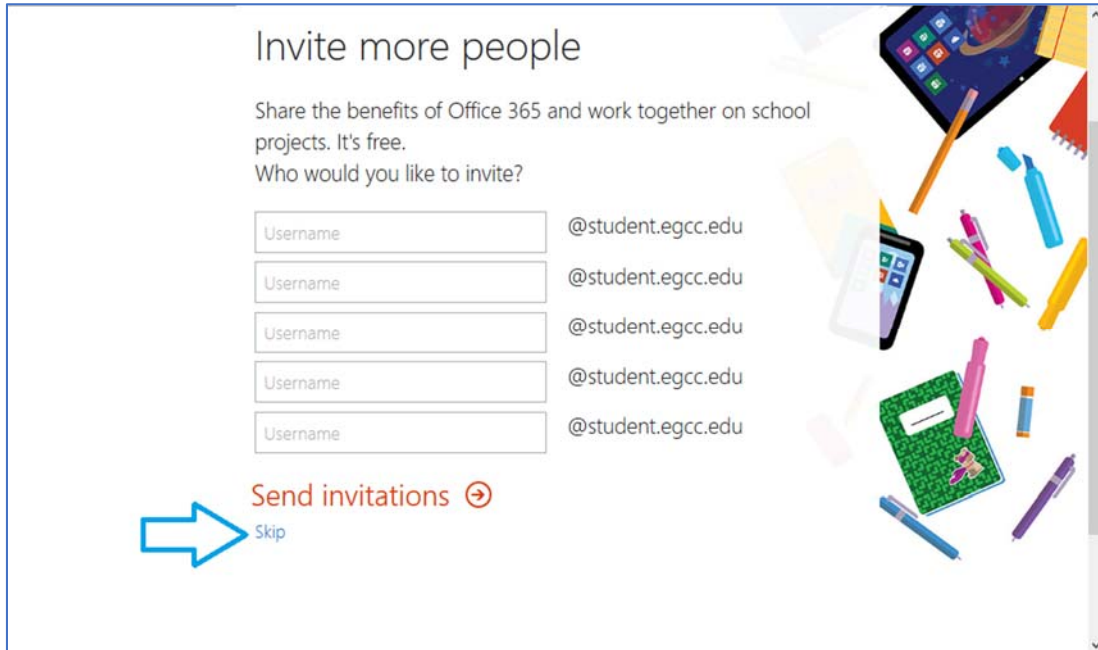 Invite more people
Share the benefits of Office 365 and work together on school
projects. It's free.
Who would you like to invite?
Username @student.egcc.edu
Username @student.egcc.edu
Username @student.egcc.edu
Username @student.egcc.edu
Username @student.egcc.edu
Send invitations
Skip